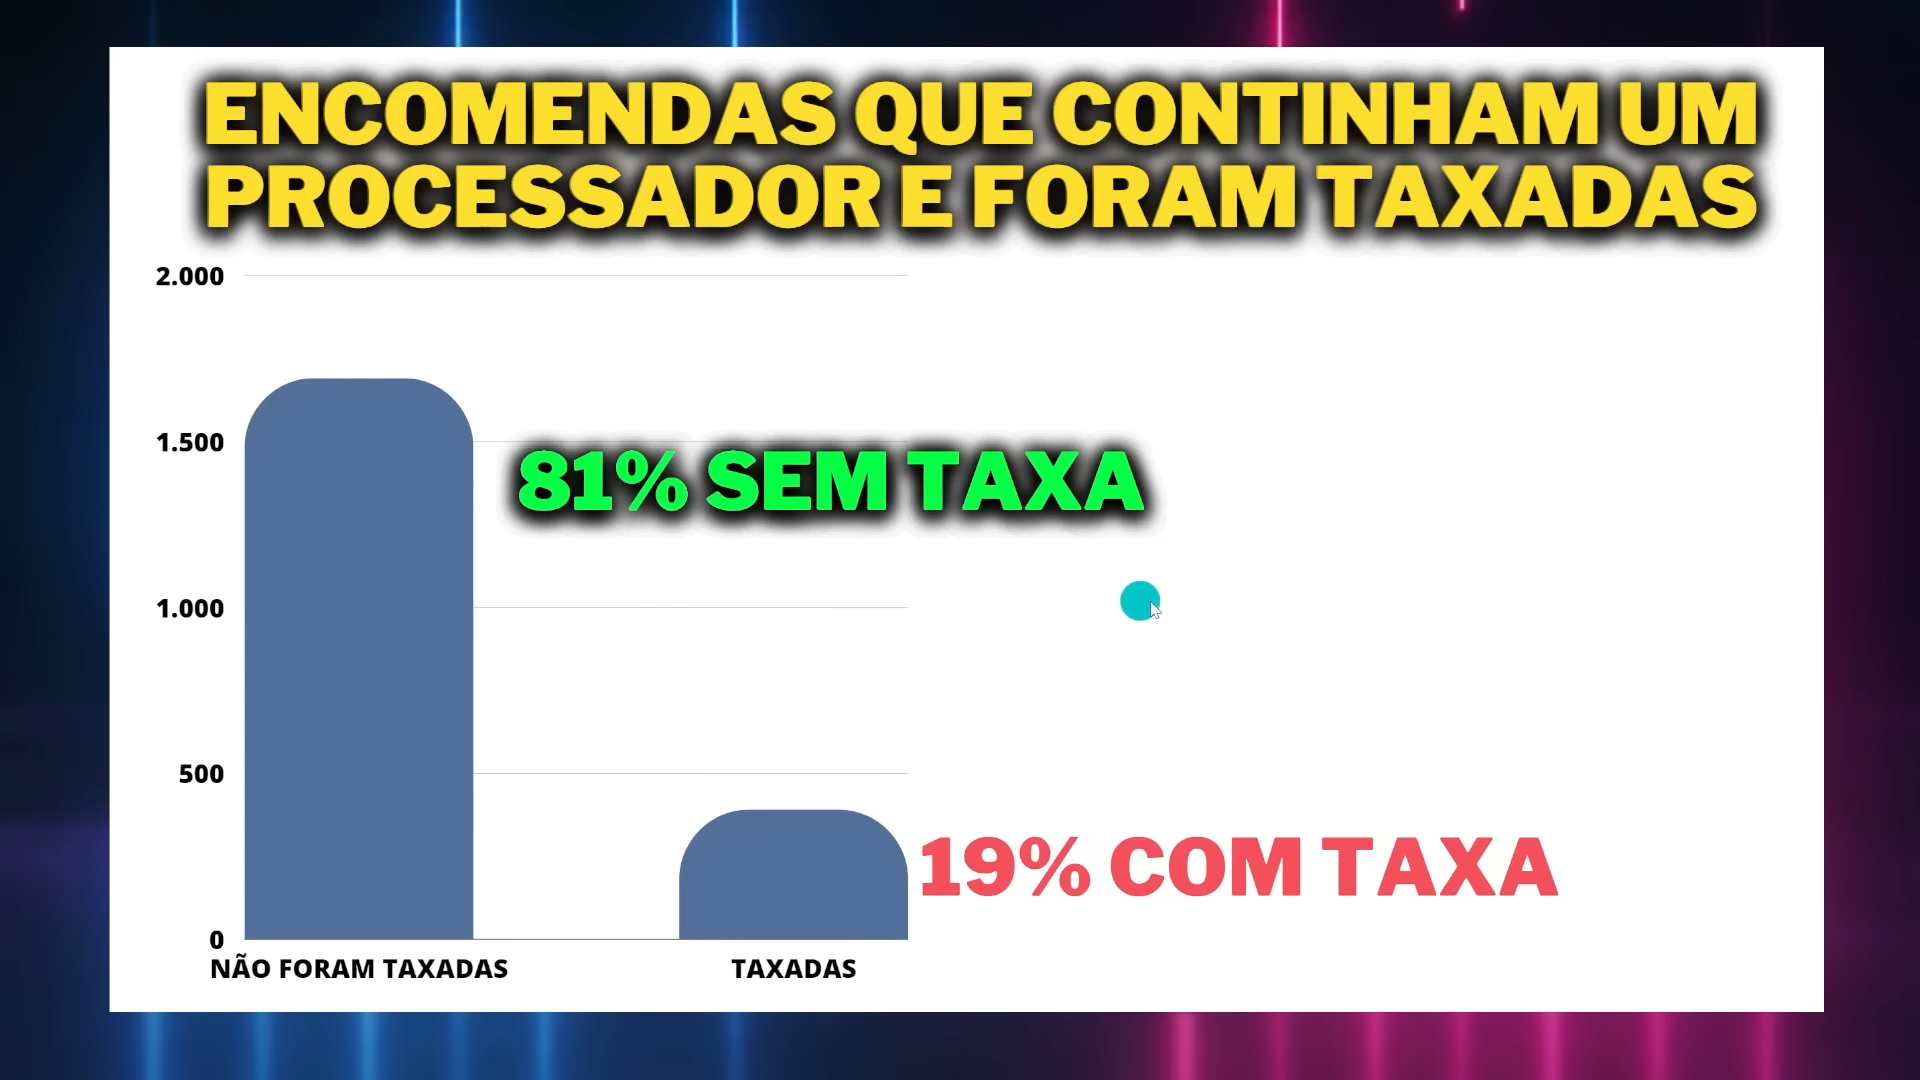 ENCOMENDAS QUE CONTINHAM UM
PROCESSADOR E FORAM TAXADAS
2.000
1.500
81% SEM TAXA
1.000
500
19% COM TAXA
0
NÃO FORAM TAXADAS
TAXADAS